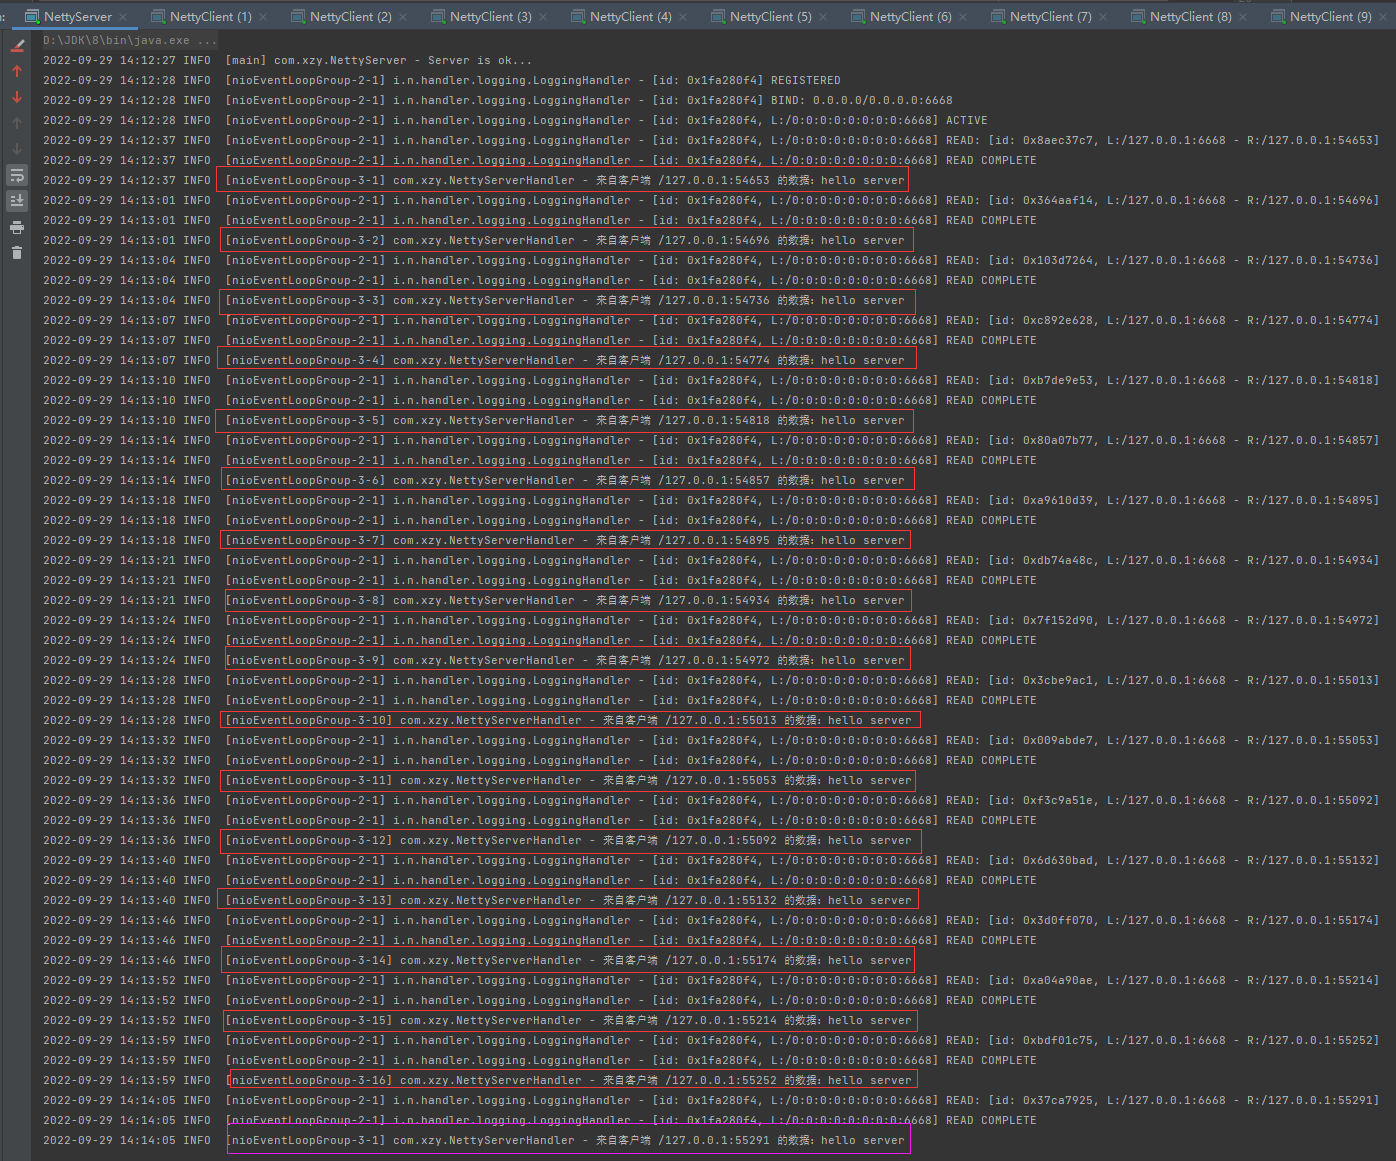 NettyServer NettyClient (1) NettyClient (2) NettyClient (3) NettyClient (4) NettyClient (5) NettyClient (6) NettyClient (7) NettyClient (8) NettyClient (9)
D:\JDK\8\bin\java.exe ...
2022-09-29 14:12:27 INFO  [main] com.xzy.NettyServer - Server is ok...
2022-09-29 14:12:28 INFO  [nioEventLoopGroup-2-1] i.n.handler.logging.LoggingHandler - [id: 0x1fa280f4] REGISTERED
2022-09-29 14:12:28 INFO  [nioEventLoopGroup-2-1] i.n.handler.logging.LoggingHandler - [id: 0x1fa280f4] BIND: 0.0.0.0/0.0.0.0:6668
2022-09-29 14:12:28 INFO  [nioEventLoopGroup-2-1] i.n.handler.logging.LoggingHandler - [id: 0x1fa280f4, L:/0:0:0:0:0:0:0:0:6668] ACTIVE
2022-09-29 14:12:37 INFO  [nioEventLoopGroup-2-1] i.n.handler.logging.LoggingHandler - [id: 0x1fa280f4, L:/0:0:0:0:0:0:0:0:6668] READ: [id: 0x8aec37c7, L:/127.0.0.1:6668 - R:/127.0.0.1:54653]
2022-09-29 14:12:37 INFO  [nioEventLoopGroup-2-1] i.n.handler.logging.LoggingHandler - [id: 0x1fa280f4, L:/0:0:0:0:0:0:0:0:6668] READ COMPLETE
2022-09-29 14:12:37 INFO  [nioEventLoopGroup-3-1] com.xzy.NettyServerHandler - 来自客户端 /127.0.0.1:54653 的数据：hello server
2022-09-29 14:13:01 INFO  [nioEventLoopGroup-2-1] i.n.handler.logging.LoggingHandler - [id: 0x1fa280f4, L:/0:0:0:0:0:0:0:0:6668] READ: [id: 0x364aaf14, L:/127.0.0.1:6668 - R:/127.0.0.1:54696]
2022-09-29 14:13:01 INFO  [nioEventLoopGroup-2-1] i.n.handler.logging.LoggingHandler - [id: 0x1fa280f4, L:/0:0:0:0:0:0:0:0:6668] READ COMPLETE
2022-09-29 14:13:01 INFO  [nioEventLoopGroup-3-2] com.xzy.NettyServerHandler - 来自客户端 /127.0.0.1:54696 的数据：hello server
2022-09-29 14:13:04 INFO  [nioEventLoopGroup-2-1] i.n.handler.logging.LoggingHandler - [id: 0x1fa280f4, L:/0:0:0:0:0:0:0:0:6668] READ: [id: 0x103d7264, L:/127.0.0.1:6668 - R:/127.0.0.1:54736]
2022-09-29 14:13:04 INFO  [nioEventLoopGroup-2-1] i.n.handler.logging.LoggingHandler - [id: 0x1fa280f4, L:/0:0:0:0:0:0:0:0:6668] READ COMPLETE
2022-09-29 14:13:04 INFO  [nioEventLoopGroup-3-3] com.xzy.NettyServerHandler - 来自客户端 /127.0.0.1:54736 的数据：hello server
2022-09-29 14:13:07 INFO  [nioEventLoopGroup-2-1] i.n.handler.logging.LoggingHandler - [id: 0x1fa280f4, L:/0:0:0:0:0:0:0:0:6668] READ: [id: 0xc892e628, L:/127.0.0.1:6668 - R:/127.0.0.1:54774]
2022-09-29 14:13:07 INFO  [nioEventLoopGroup-2-1] i.n.handler.logging.LoggingHandler - [id: 0x1fa280f4, L:/0:0:0:0:0:0:0:0:6668] READ COMPLETE
2022-09-29 14:13:07 INFO  [nioEventLoopGroup-3-4] com.xzy.NettyServerHandler - 来自客户端 /127.0.0.1:54774 的数据：hello server
2022-09-29 14:13:10 INFO  [nioEventLoopGroup-2-1] i.n.handler.logging.LoggingHandler - [id: 0x1fa280f4, L:/0:0:0:0:0:0:0:0:6668] READ: [id: 0xb7de9e53, L:/127.0.0.1:6668 - R:/127.0.0.1:54818]
2022-09-29 14:13:10 INFO  [nioEventLoopGroup-2-1] i.n.handler.logging.LoggingHandler - [id: 0x1fa280f4, L:/0:0:0:0:0:0:0:0:6668] READ COMPLETE
2022-09-29 14:13:10 INFO  [nioEventLoopGroup-3-5] com.xzy.NettyServerHandler - 来自客户端 /127.0.0.1:54818 的数据：hello server
2022-09-29 14:13:14 INFO  [nioEventLoopGroup-2-1] i.n.handler.logging.LoggingHandler - [id: 0x1fa280f4, L:/0:0:0:0:0:0:0:0:6668] READ: [id: 0x80a07b77, L:/127.0.0.1:6668 - R:/127.0.0.1:54857]
2022-09-29 14:13:14 INFO  [nioEventLoopGroup-2-1] i.n.handler.logging.LoggingHandler - [id: 0x1fa280f4, L:/0:0:0:0:0:0:0:0:6668] READ COMPLETE
2022-09-29 14:13:14 INFO  [nioEventLoopGroup-3-6] com.xzy.NettyServerHandler - 来自客户端 /127.0.0.1:54857 的数据：hello server
2022-09-29 14:13:18 INFO  [nioEventLoopGroup-2-1] i.n.handler.logging.LoggingHandler - [id: 0x1fa280f4, L:/0:0:0:0:0:0:0:0:6668] READ: [id: 0xa9610d39, L:/127.0.0.1:6668 - R:/127.0.0.1:54895]
2022-09-29 14:13:18 INFO  [nioEventLoopGroup-2-1] i.n.handler.logging.LoggingHandler - [id: 0x1fa280f4, L:/0:0:0:0:0:0:0:0:6668] READ COMPLETE
2022-09-29 14:13:18 INFO  [nioEventLoopGroup-3-7] com.xzy.NettyServerHandler - 来自客户端 /127.0.0.1:54895 的数据：hello server
2022-09-29 14:13:21 INFO  [nioEventLoopGroup-2-1] i.n.handler.logging.LoggingHandler - [id: 0x1fa280f4, L:/0:0:0:0:0:0:0:0:6668] READ: [id: 0xdb74a48c, L:/127.0.0.1:6668 - R:/127.0.0.1:54934]
2022-09-29 14:13:21 INFO  [nioEventLoopGroup-2-1] i.n.handler.logging.LoggingHandler - [id: 0x1fa280f4, L:/0:0:0:0:0:0:0:0:6668] READ COMPLETE
2022-09-29 14:13:21 INFO  [nioEventLoopGroup-3-8] com.xzy.NettyServerHandler - 来自客户端 /127.0.0.1:54934 的数据：hello server
2022-09-29 14:13:24 INFO  [nioEventLoopGroup-2-1] i.n.handler.logging.LoggingHandler - [id: 0x1fa280f4, L:/0:0:0:0:0:0:0:0:6668] READ: [id: 0x7f152d90, L:/127.0.0.1:6668 - R:/127.0.0.1:54972]
2022-09-29 14:13:24 INFO  [nioEventLoopGroup-2-1] i.n.handler.logging.LoggingHandler - [id: 0x1fa280f4, L:/0:0:0:0:0:0:0:0:6668] READ COMPLETE
2022-09-29 14:13:24 INFO  [nioEventLoopGroup-3-9] com.xzy.NettyServerHandler - 来自客户端 /127.0.0.1:54972 的数据：hello server
2022-09-29 14:13:28 INFO  [nioEventLoopGroup-2-1] i.n.handler.logging.LoggingHandler - [id: 0x1fa280f4, L:/0:0:0:0:0:0:0:0:6668] READ: [id: 0x3cbe9ac1, L:/127.0.0.1:6668 - R:/127.0.0.1:55013]
2022-09-29 14:13:28 INFO  [nioEventLoopGroup-2-1] i.n.handler.logging.LoggingHandler - [id: 0x1fa280f4, L:/0:0:0:0:0:0:0:0:6668] READ COMPLETE
2022-09-29 14:13:28 INFO  [nioEventLoopGroup-3-10] com.xzy.NettyServerHandler - 来自客户端 /127.0.0.1:55013 的数据：hello server
2022-09-29 14:13:32 INFO  [nioEventLoopGroup-2-1] i.n.handler.logging.LoggingHandler - [id: 0x1fa280f4, L:/0:0:0:0:0:0:0:0:6668] READ: [id: 0x009abde7, L:/127.0.0.1:6668 - R:/127.0.0.1:55053]
2022-09-29 14:13:32 INFO  [nioEventLoopGroup-2-1] i.n.handler.logging.LoggingHandler - [id: 0x1fa280f4, L:/0:0:0:0:0:0:0:0:6668] READ COMPLETE
2022-09-29 14:13:32 INFO  [nioEventLoopGroup-3-11] com.xzy.NettyServerHandler - 来自客户端 /127.0.0.1:55053 的数据：hello server
2022-09-29 14:13:36 INFO  [nioEventLoopGroup-2-1] i.n.handler.logging.LoggingHandler - [id: 0x1fa280f4, L:/0:0:0:0:0:0:0:0:6668] READ: [id: 0xf3c9a51e, L:/127.0.0.1:6668 - R:/127.0.0.1:55092]
2022-09-29 14:13:36 INFO  [nioEventLoopGroup-2-1] i.n.handler.logging.LoggingHandler - [id: 0x1fa280f4, L:/0:0:0:0:0:0:0:0:6668] READ COMPLETE
2022-09-29 14:13:36 INFO  [nioEventLoopGroup-3-12] com.xzy.NettyServerHandler - 来自客户端 /127.0.0.1:55092 的数据：hello server
2022-09-29 14:13:40 INFO  [nioEventLoopGroup-2-1] i.n.handler.logging.LoggingHandler - [id: 0x1fa280f4, L:/0:0:0:0:0:0:0:0:6668] READ: [id: 0x6d630bad, L:/127.0.0.1:6668 - R:/127.0.0.1:55132]
2022-09-29 14:13:40 INFO  [nioEventLoopGroup-2-1] i.n.handler.logging.LoggingHandler - [id: 0x1fa280f4, L:/0:0:0:0:0:0:0:0:6668] READ COMPLETE
2022-09-29 14:13:40 INFO  [nioEventLoopGroup-3-13] com.xzy.NettyServerHandler - 来自客户端 /127.0.0.1:55132 的数据：hello server
2022-09-29 14:13:46 INFO  [nioEventLoopGroup-2-1] i.n.handler.logging.LoggingHandler - [id: 0x1fa280f4, L:/0:0:0:0:0:0:0:0:6668] READ: [id: 0x3d0ff070, L:/127.0.0.1:6668 - R:/127.0.0.1:55174]
2022-09-29 14:13:46 INFO  [nioEventLoopGroup-2-1] i.n.handler.logging.LoggingHandler - [id: 0x1fa280f4, L:/0:0:0:0:0:0:0:0:6668] READ COMPLETE
2022-09-29 14:13:46 INFO  [nioEventLoopGroup-3-14] com.xzy.NettyServerHandler - 来自客户端 /127.0.0.1:55174 的数据：hello server
2022-09-29 14:13:52 INFO  [nioEventLoopGroup-2-1] i.n.handler.logging.LoggingHandler - [id: 0x1fa280f4, L:/0:0:0:0:0:0:0:0:6668] READ: [id: 0xa04a90ae, L:/127.0.0.1:6668 - R:/127.0.0.1:55214]
2022-09-29 14:13:52 INFO  [nioEventLoopGroup-2-1] i.n.handler.logging.LoggingHandler - [id: 0x1fa280f4, L:/0:0:0:0:0:0:0:0:6668] READ COMPLETE
2022-09-29 14:13:52 INFO  [nioEventLoopGroup-3-15] com.xzy.NettyServerHandler - 来自客户端 /127.0.0.1:55214 的数据：hello server
2022-09-29 14:13:59 INFO  [nioEventLoopGroup-2-1] i.n.handler.logging.LoggingHandler - [id: 0x1fa280f4, L:/0:0:0:0:0:0:0:0:6668] READ: [id: 0xbdf01c75, L:/127.0.0.1:6668 - R:/127.0.0.1:55252]
2022-09-29 14:13:59 INFO  [nioEventLoopGroup-2-1] i.n.handler.logging.LoggingHandler - [id: 0x1fa280f4, L:/0:0:0:0:0:0:0:0:6668] READ COMPLETE
2022-09-29 14:13:59 INFO  [nioEventLoopGroup-3-16] com.xzy.NettyServerHandler - 来自客户端 /127.0.0.1:55252 的数据：hello server
2022-09-29 14:14:05 INFO  [nioEventLoopGroup-2-1] i.n.handler.logging.LoggingHandler - [id: 0x1fa280f4, L:/0:0:0:0:0:0:0:0:6668] READ: [id: 0x37ca7925, L:/127.0.0.1:6668 - R:/127.0.0.1:55291]
2022-09-29 14:14:05 INFO  [nioEventLoopGroup-2-1] i.n.handler.logging.LoggingHandler - [id: 0x1fa280f4, L:/0:0:0:0:0:0:0:0:6668] READ COMPLETE
2022-09-29 14:14:05 INFO  [nioEventLoopGroup-3-1] com.xzy.NettyServerHandler - 来自客户端 /127.0.0.1:55291 的数据：hello server